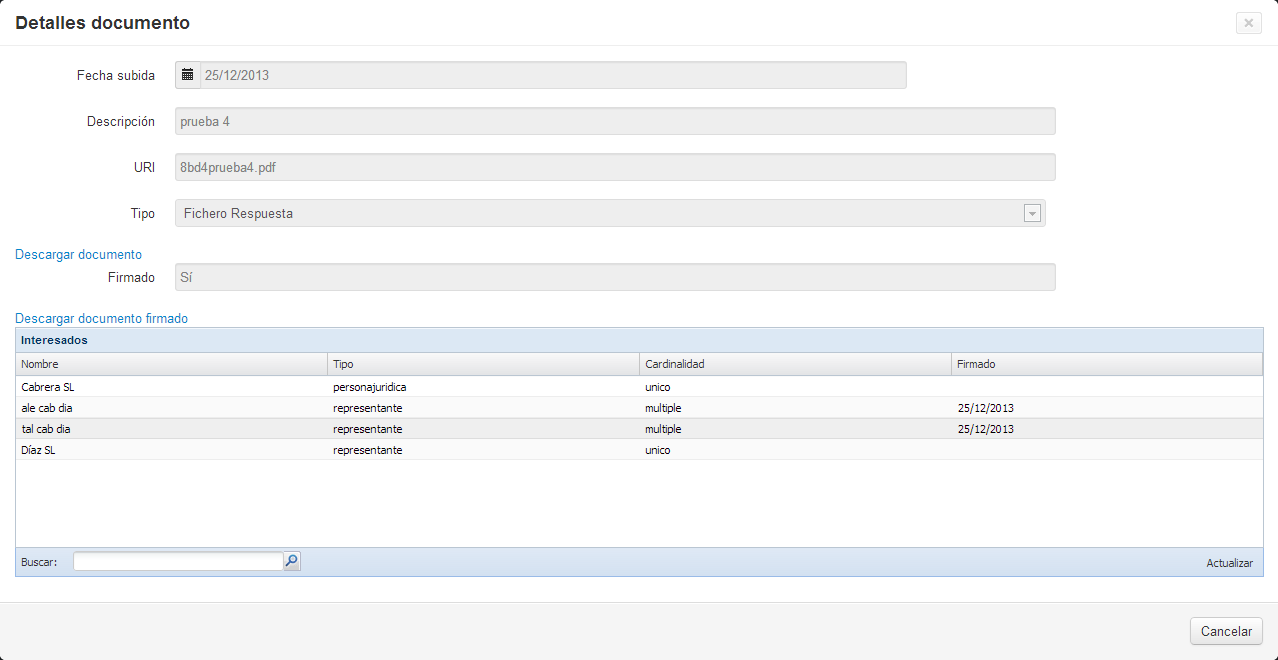 Detalles documento
Fecha subida 25/12/2013
Descripción prueba 4
URI 8bd4prueba4.pdf
Tipo Fichero Respuesta
Descargar documento
Firmado Sí
Descargar documento firmado
Interesados
Nombre Tipo Cardinalidad Firmado
Cabrera SL personajuridica unico
ale cab dia representante multiple 25/12/2013
tal cab dia representante multiple 25/12/2013
Díaz SL representante unico
Buscar: Actualizar
Cancelar